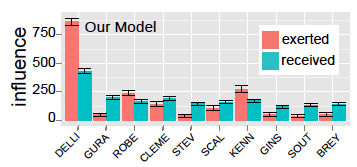 Our Model
exerted
received
influence
750
500
250
0
DELLI
GURA
ROBE
CLEME
STEV
SCAL
KENN
GINS
SOUT
BREY